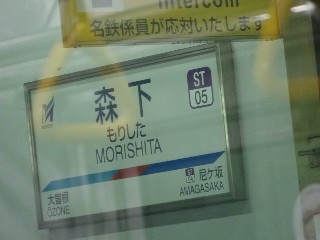 Intercom
名鉄係員が応対いたします
ST
05
森下
もりした
MORISHITA
大曽根
OZONE
尼ケ坂
AMAGASAKA